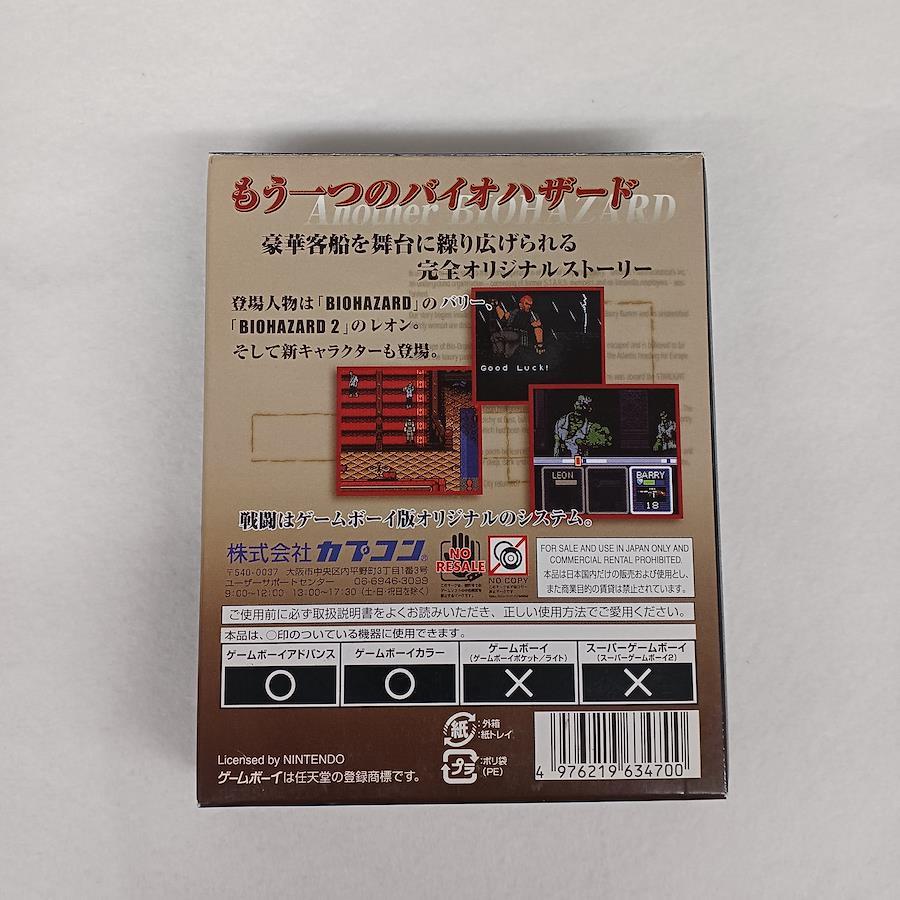 もう一つのバイオハザード
Another BIOHAZARD
豪華客船を舞台に繰り広げられる
完全オリジナルストーリー
登場人物は「BIOHAZARD」のバリー。
「BIOHAZARD 2」のレオン。
そして新キャラクターも登場。
Good Luck!
LEON
BARRY
18
戦闘はゲームボーイ版オリジナルのシステム。
株式会社 カプコン®
〒540-0037 大阪市中央区内平野町3丁目1番3号
ユーザーサポートセンター 06-6946-3099
9:00~12:00 13:00~17:30 (土・日・祝日を除く)
NO RESALE
NO COPY
FOR SALE AND USE IN JAPAN ONLY AND
COMMERCIAL RENTAL PROHIBITED.
本品は日本国内だけの販売および使用とし、
また商業目的の賃貸は禁止されています。
ご使用前に必ず取扱説明書をよくお読みいただき、正しい使用方法でご愛用ください。
本品は、○印のついている機器に使用できます。
ゲームボーイアドバンス
ゲームボーイカラー
ゲームボーイ
(ゲームボーイポケット/ライト)
スーパーゲームボーイ
(スーパーゲームボーイ2)
○
○
×
×
紙 :外箱
:紙トレイ
プラ :ポリ袋
(PE)
Licensed by NINTENDO
ゲームボーイは任天堂の登録商標です。
4 976219 634700